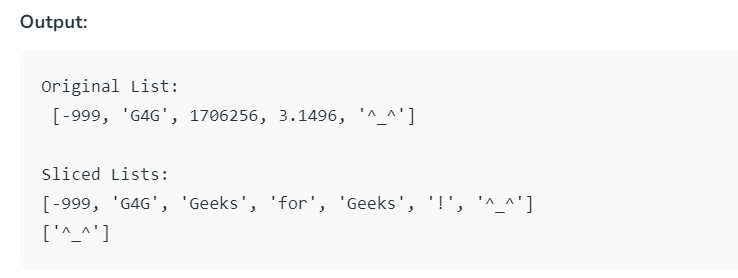 Output:
Original List:
[-999, 'G4G', 1706256, 3.1496, '^_^']
Sliced Lists:
[-999, 'G4G', 'Geeks', 'for', 'Geeks', '!', '^_^']
['^_^']